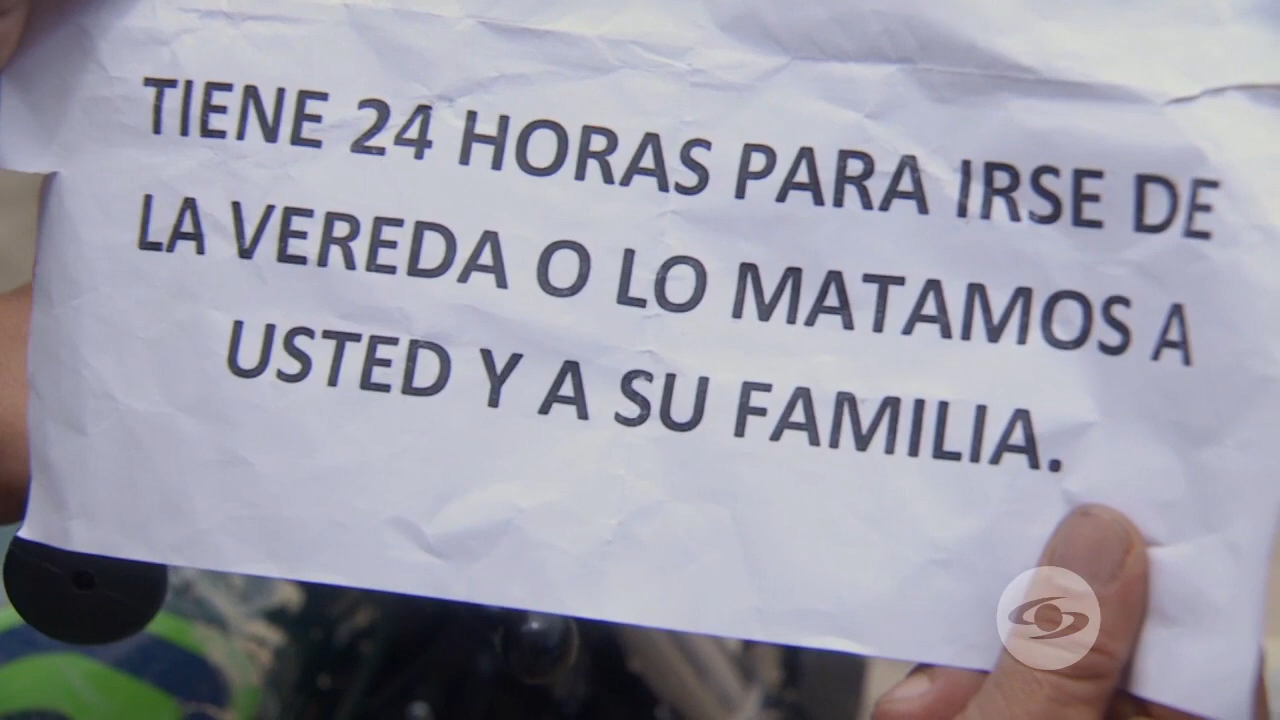 TIENE 24 HORAS PARA IRSE DE
LA VEREDA O LO MATAMOS A
USTED Y A SU FAMILIA.